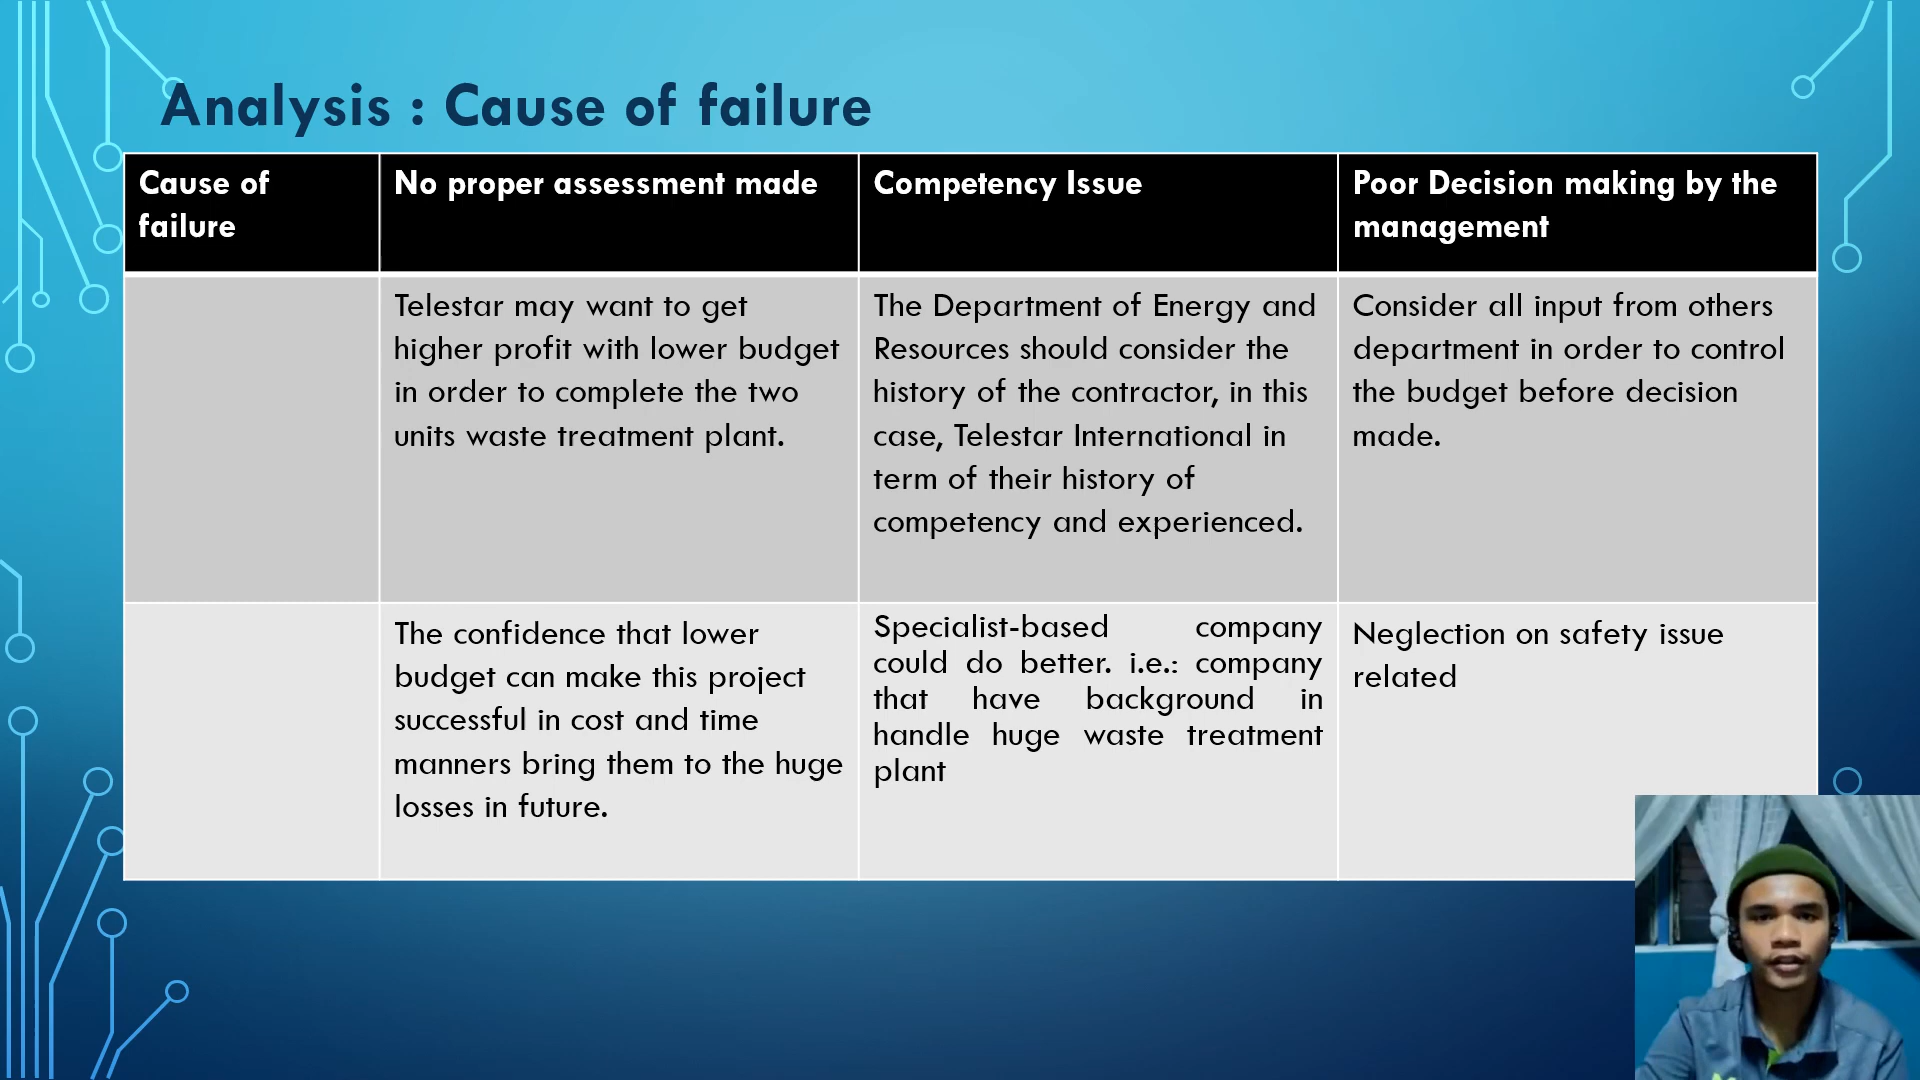 Analysis : Cause of failure
Cause of
failure
No proper assessment made
Competency Issue
Poor Decision making by the
management
Telestar may want to get
higher profit with lower budget
in order to complete the two
units waste treatment plant.
The Department of Energy and
Resources should consider the
history of the contractor, in this
case, Telestar International in
term of their history of
competency and experienced.
Consider all input from others
department in order to control
the budget before decision
made.
The confidence that lower
budget can make this project
successful in cost and time
manners bring them to the huge
losses in future.
Specialist-based company
could do better. i.e.: company
that have background in
handle huge waste treatment
plant
Neglection on safety issue
related